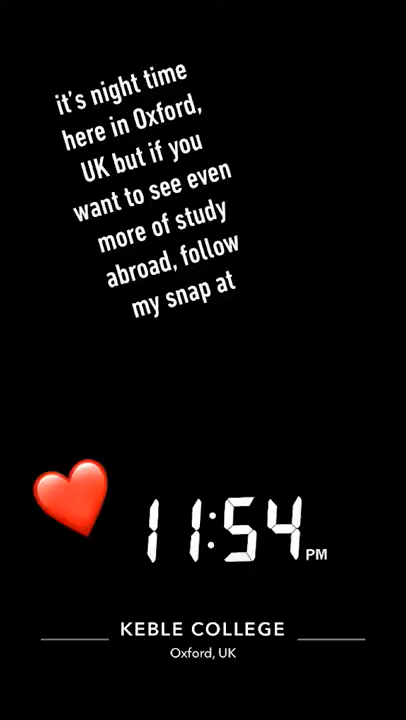 it's night time
here in Oxford,
UK but if you
want to see even
more of study
abroad, follow
my snap at
11:54 PM
KEBLE COLLEGE
Oxford, UK